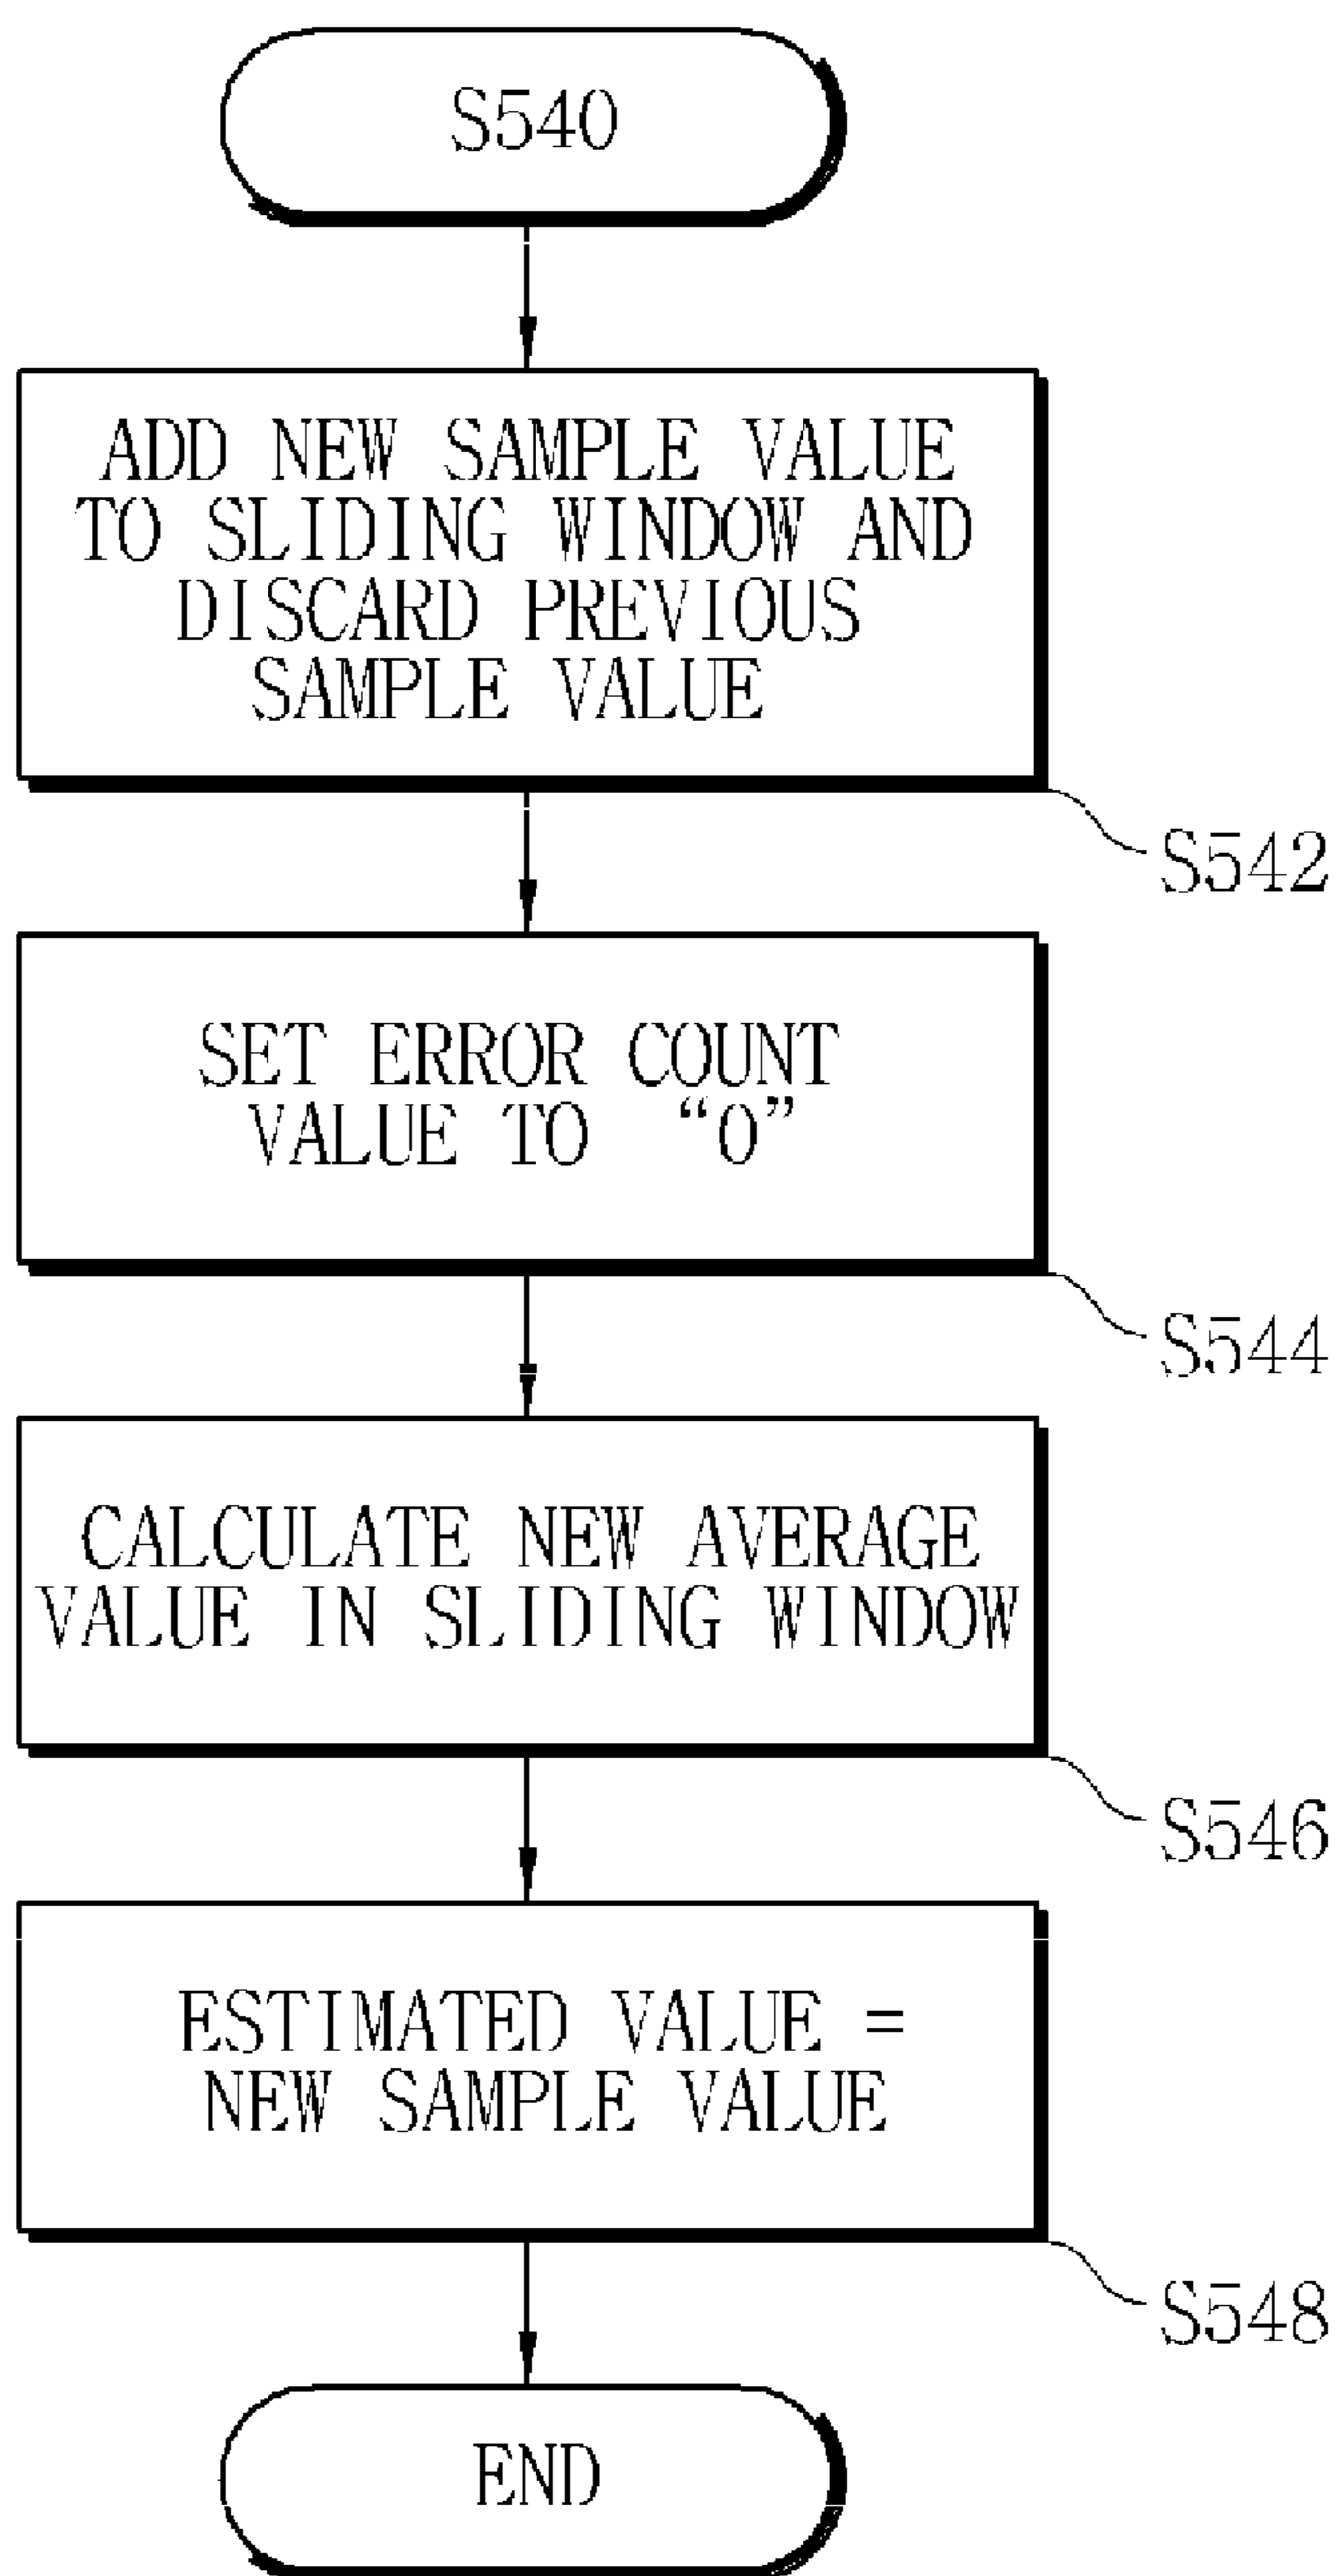 S540
ADD NEW SAMPLE VALUE
TO SLIDING WINDOW AND
DISCARD PREVIOUS
SAMPLE VALUE
S542
SET ERROR COUNT
VALUE TO “0”
S544
CALCULATE NEW AVERAGE
VALUE IN SLIDING WINDOW
S546
ESTIMATED VALUE =
NEW SAMPLE VALUE
S548
END